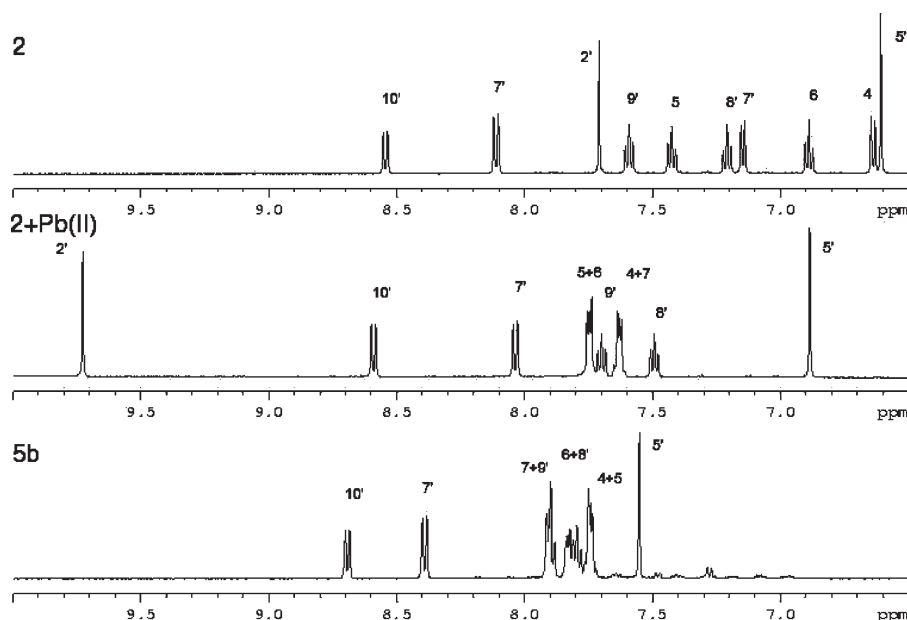 2
5'
2'
7'
10'
9' 5 8' 7' 6 4
9.5 9.0 8.5 8.0 7.5 7.0 ppm
2+Pb(II)
2' 5'
5+6 4+7
10' 7' 9'
8'
9.5 9.0 8.5 8.0 7.5 7.0 ppm
5b
5'
7+9' 6+8'
10' 7' 4+5
9.5 9.0 8.5 8.0 7.5 7.0 ppm